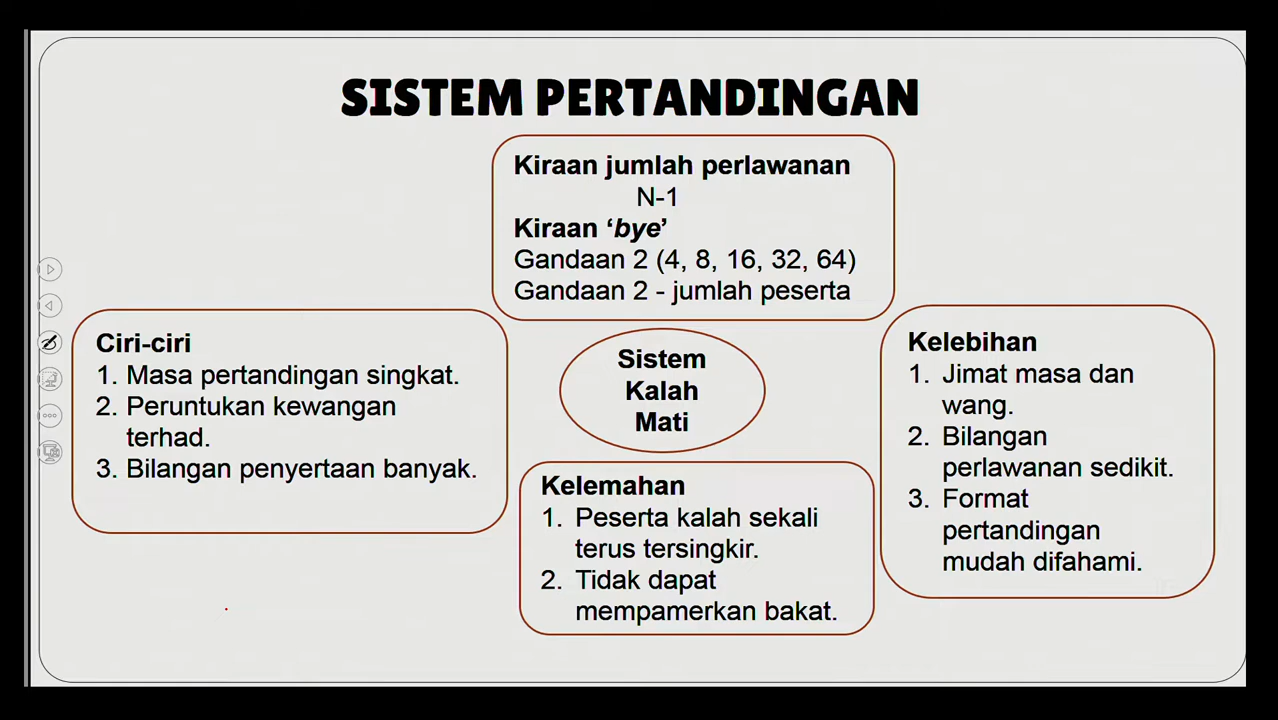 SISTEM PERTANDINGAN
Kiraan jumlah perlawanan
N-1
Kiraan ‘bye’
Gandaan 2 (4, 8, 16, 32, 64)
Gandaan 2 - jumlah peserta
Ciri-ciri
1. Masa pertandingan singkat.
2. Peruntukan kewangan
terhad.
3. Bilangan penyertaan banyak.
Sistem
Kalah
Mati
Kelemahan
1. Peserta kalah sekali
terus tersingkir.
2. Tidak dapat
mempamerkan bakat.
Kelebihan
1. Jimat masa dan
wang.
2. Bilangan
perlawanan sedikit.
3. Format
pertandingan
mudah difahami.